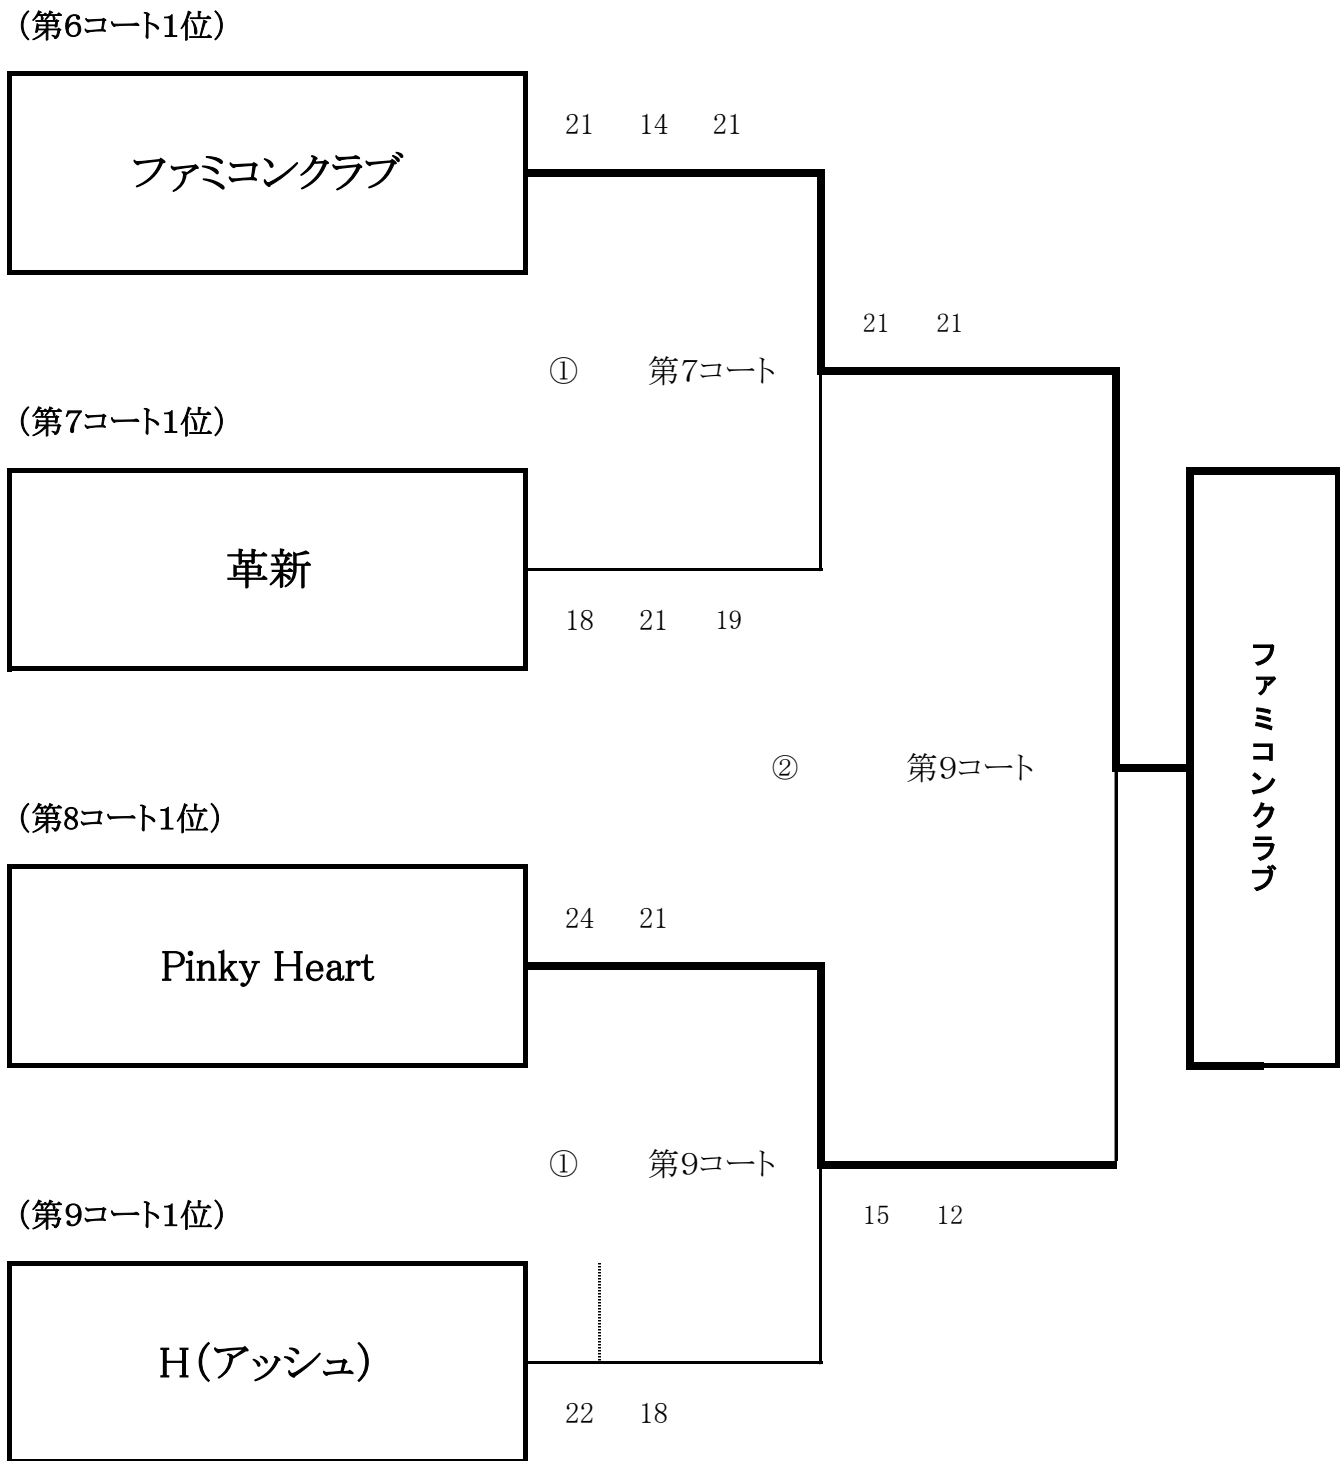 (第6コート1位)
21 14 21
ファミコンクラブ
21 21
① 第7コート
(第7コート1位)
革新
18 21 19
ファミコンクラブ
② 第9コート
(第8コート1位)
24 21
Pinky Heart
① 第9コート
(第9コート1位)
15 12
H(アッシュ)
22 18